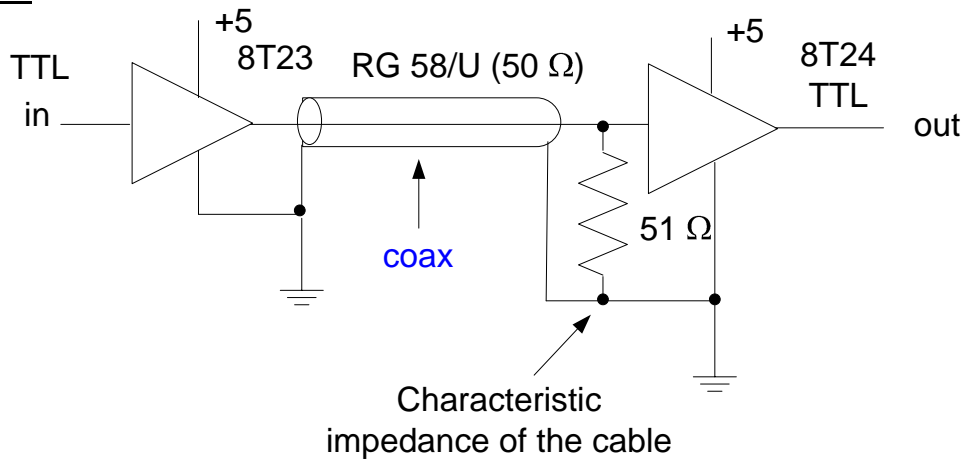 +5
8T23
TTL
in
RG 58/U (50 Ω)
coax
+5
8T24
TTL
out
51 Ω
Characteristic
impedance of the cable